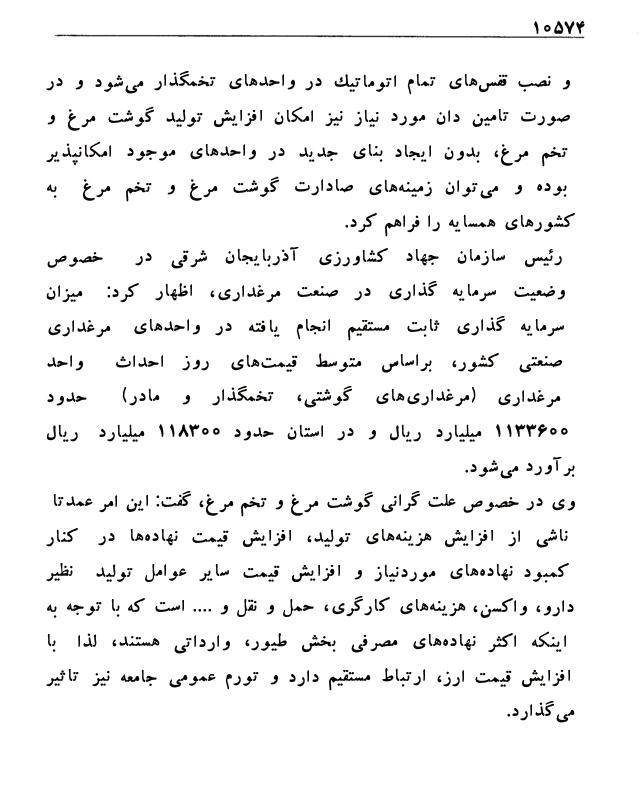 ۱۰۵۷۴
و نصب قفس‌های تمام اتوماتیك در واحدهای تخمگذار می‌شود و در
صورت تامین دان مورد نیاز نیز امکان افزایش تولید گوشت مرغ و
تخم مرغ، بدون ایجاد بنای جدید در واحدهای موجود امکانپذیر
بوده و می‌توان زمینه‌های صادارت گوشت مرغ و تخم مرغ به
کشورهای همسایه را فراهم کرد.
رئیس سازمان جهاد کشاورزی آذربایجان شرقی در خصوص
وضعیت سرمایه گذاری در صنعت مرغداری، اظهار کرد: میزان
سرمایه گذاری ثابت مستقیم انجام یافته در واحدهای مرغداری
صنعتی کشور، براساس متوسط قیمت‌های روز احداث واحد
مرغداری (مرغداری‌های گوشتی، تخمگذار و مادر) حدود
۱۱۳۳۶۰۰ میلیارد ریال و در استان حدود ۱۱۸۳۰۰ میلیارد ریال
برآورد می‌شود.
وی در خصوص علت گرانی گوشت مرغ و تخم مرغ، گفت: این امر عمدتا
ناشی از افزایش هزینه‌های تولید، افزایش قیمت نهاده‌ها در کنار
کمبود نهاده‌های موردنیاز و افزایش قیمت سایر عوامل تولید نظیر
دارو، واکسن، هزینه‌های کارگری، حمل و نقل و .... است که با توجه به
اینکه اکثر نهاده‌های مصرفی بخش طیور، وارداتی هستند، لذا با
افزایش قیمت ارز، ارتباط مستقیم دارد و تورم عمومی جامعه نیز تاثیر
می‌گذارد.